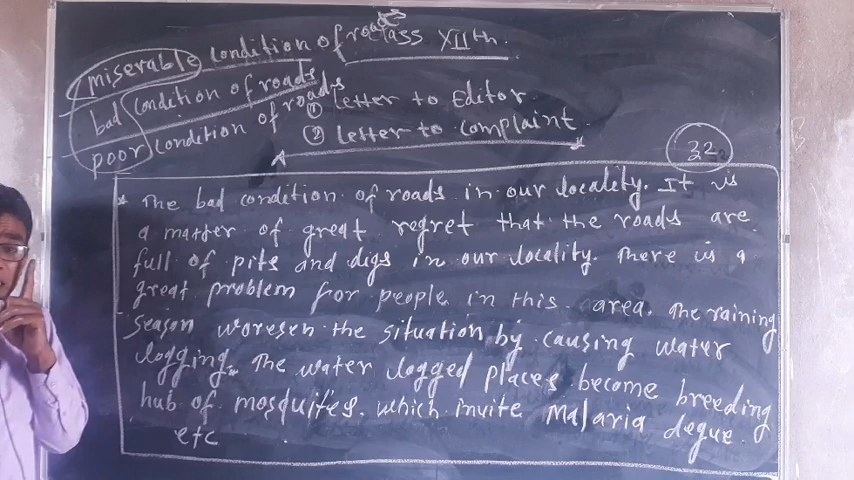 miserable condition of roads class XIIth.
bad condition of roads
poor condition of roads
① letter to Editor.
② letter to complaint
32
* The bad condition of roads in our locality. It is
a matter of great regret that the roads are
full of pits and digs in our locality. There is a
great problem for people in this area. The raining
season woresen the situation by causing water
logging. The water logged places become breeding
hub of mosquites. which invite Malaria degue.
etc